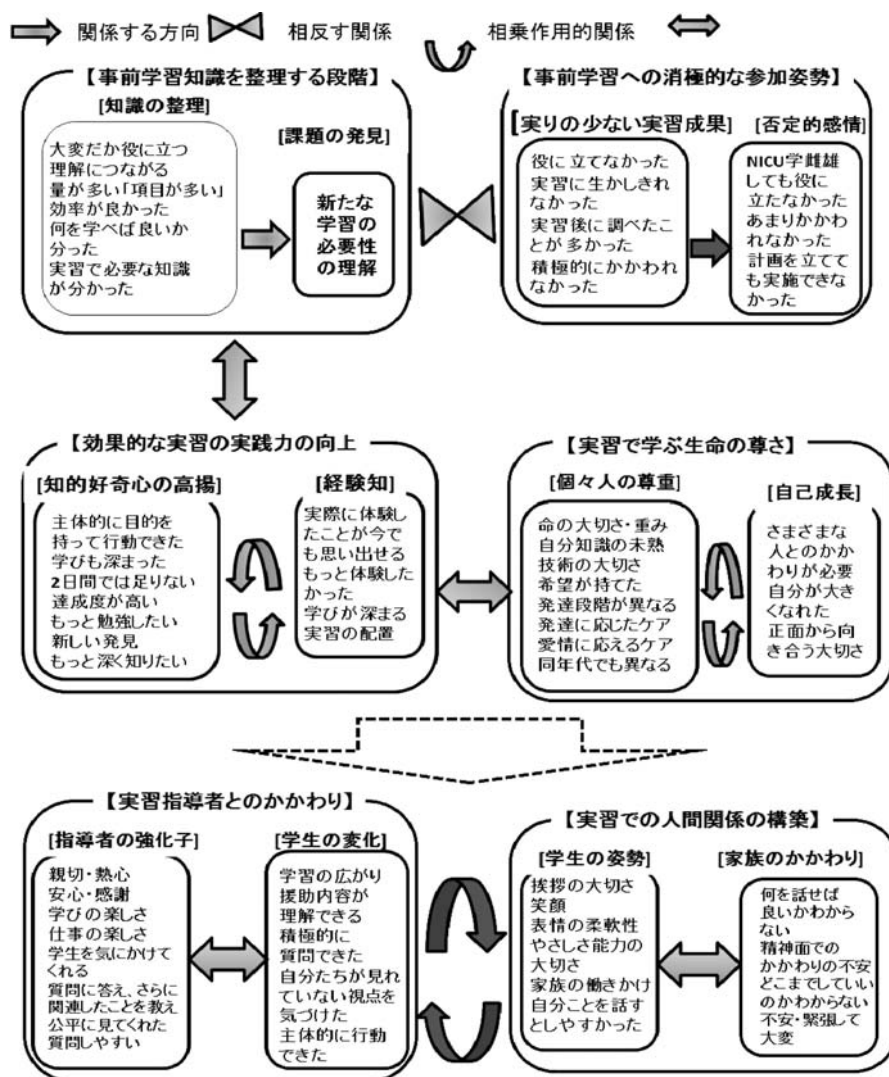 関係する方向 相反す関係 相乗作用的関係
【事前学習知識を整理する段階】
[知識の整理]
大変だか役に立つ
理解につながる
量が多い「項目が多い」
効率が良かった
何を学べば良いか
分った
実習で必要な知識
が分かった
[課題の発見]
新たな
学習の
必要性
の理解
【事前学習への消極的な参加姿勢】
[実りの少ない実習成果]
役に立てなかった
実習に生かしきれ
なかった
実習後に調べたこ
とが多かった
積極的にかかわれ
なかった
[否定的感情]
NICU学雌雄
しても役に
立たなかった
あまりかかわ
れなかった
計画を立てて
も実施できな
かった
【効果的な実習の実践力の向上
[知的好奇心の高揚]
主体的に目的を
持って行動できた
学びも深まった
2日間では足りない
達成度が高い
もっと勉強したい
新しい発見
もっと深く知りたい
[経験知]
実際に体験し
たことが今で
も思い出せる
もっと体験した
かった
学びが深まる
実習の配置
【実習で学ぶ生命の尊さ】
[個々人の尊重]
命の大切さ・重み
自分知識の未熟
技術の大切さ
希望が持てた
発達段階が異なる
発達に応じたケア
愛情に応えるケア
同年代でも異なる
[自己成長]
さまざまな
人とのかか
わりが必要
自分が大き
くなれた
正面から向
き合う大切さ
【実習指導者とのかかわり】
[指導者の強化子]
親切・熱心
安心・感謝
学びの楽しさ
仕事の楽しさ
学生を気にかけて
くれる
質問に答え、さらに
関連したことを教え
公平に見てくれた
質問しやすい
[学生の変化]
学習の広がり
援助内容が
理解できる
積極的に
質問できた
自分たちが見れ
ていない視点を
気づけた
主体的に行動
できた
【実習での人間関係の構築】
[学生の姿勢]
挨拶の大切さ
笑顔
表情の柔軟性
やさしさ能力の
大切さ
家族の働きかけ
自分ことを話す
としやすかった
[家族のかかわり]
何を話せば
良いかわから
ない
精神面での
かかわりの不安
どこまでしていい
のかわからない
不安・緊張して
大変